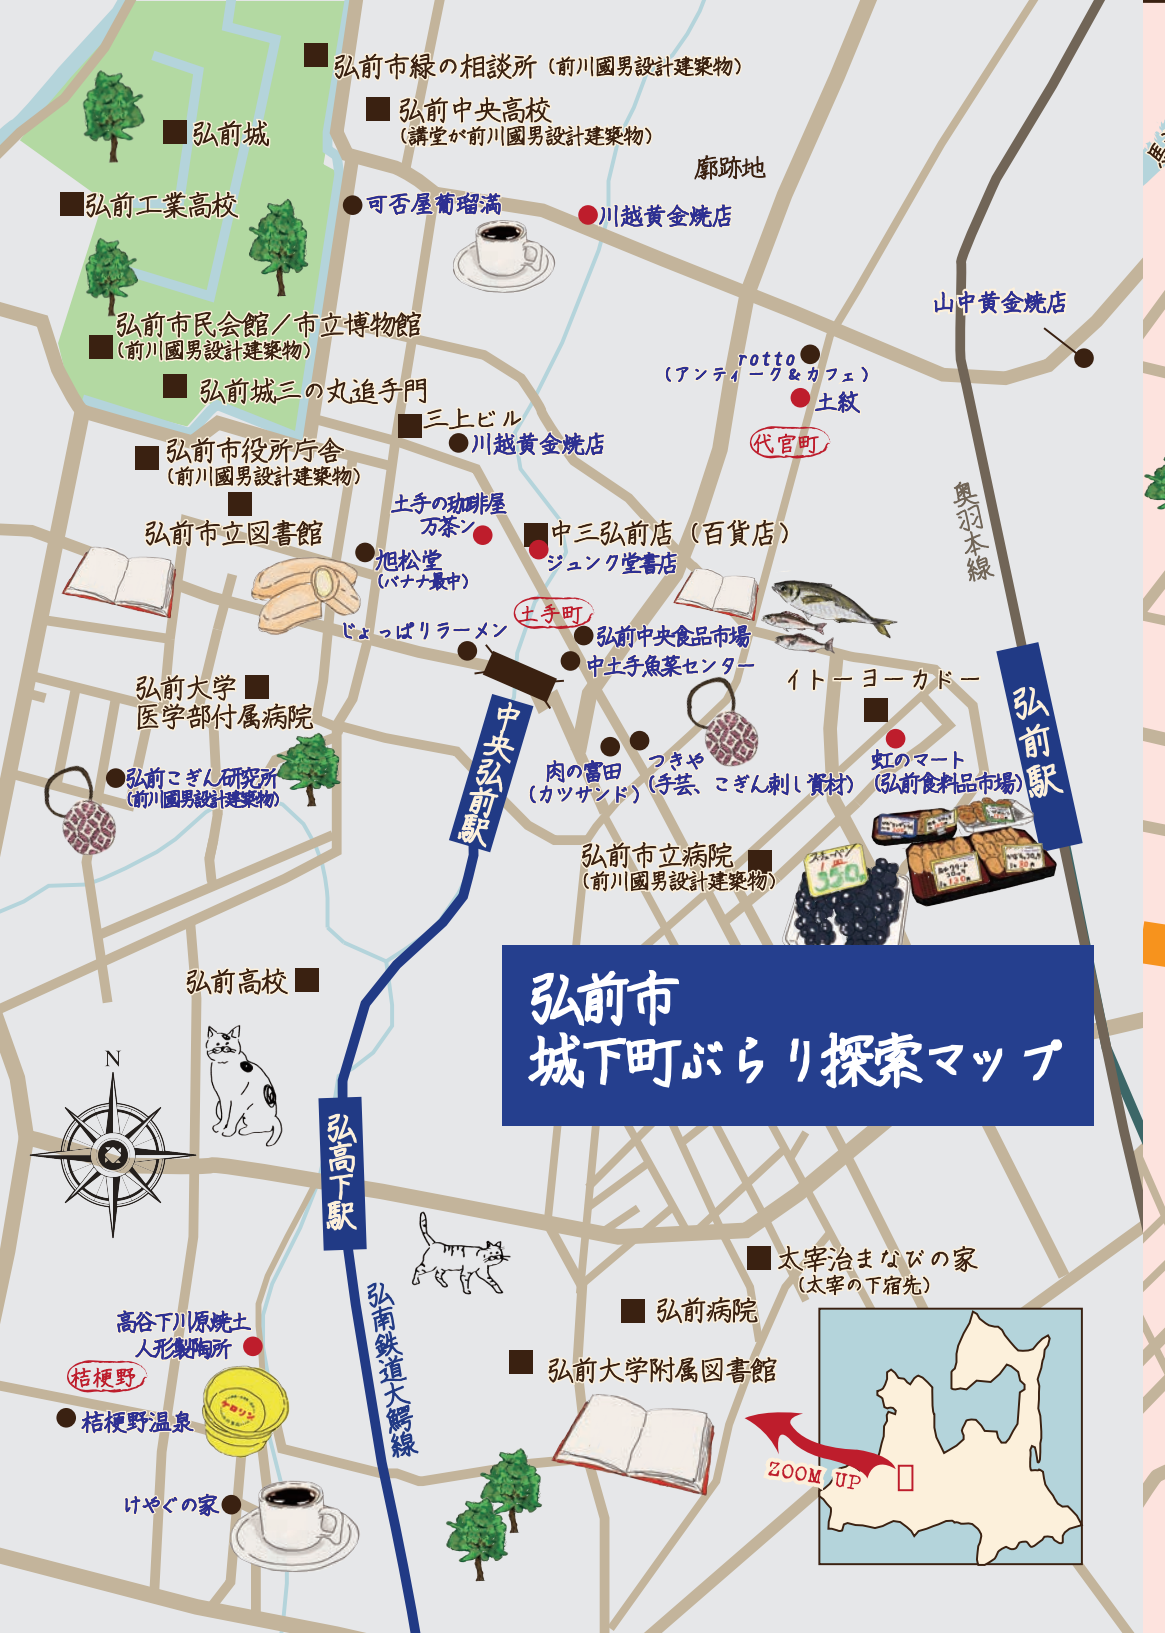 弘前市緑の相談所（前川國男設計建築物）
弘前中央高校
（講堂が前川國男設計建築物）
弘前城
廓跡地
弘前工業高校
可否屋葡瑠満
川越黄金焼店
山中黄金焼店
弘前市民会館／市立博物館
（前川國男設計建築物）
rotto
（アンティーク＆カフェ）
土紋
弘前城三の丸追手門
三上ビル
川越黄金焼店
代官町
弘前市役所庁舎
（前川國男設計建築物）
奥羽本線
土手の珈琲屋
万茶ン
弘前市立図書館
中三弘前店（百貨店）
ジュンク堂書店
旭松堂
（バナナ最中）
土手町
じょっぱりラーメン
弘前中央食品市場
中土手魚菜センター
イトーヨーカドー
弘前大学
医学部付属病院
弘前駅
中央弘前駅
虹のマート
（弘前食料品市場）
つきや
（手芸、こぎん刺し資材）
肉の富田
（カツサンド）
弘前こぎん研究所
（前川國男設計建築物）
弘前市立病院
（前川國男設計建築物）
350
130
弘前高校
弘前市
城下町ぶらり探索マップ
N
弘高下駅
太宰治まなびの家
（太宰の下宿先）
弘前病院
弘南鉄道大鰐線
高谷下川原焼土
人形製陶所
弘前大学附属図書館
桔梗野
ケロリン
桔梗野温泉
ZOOM UP
けやぐの家